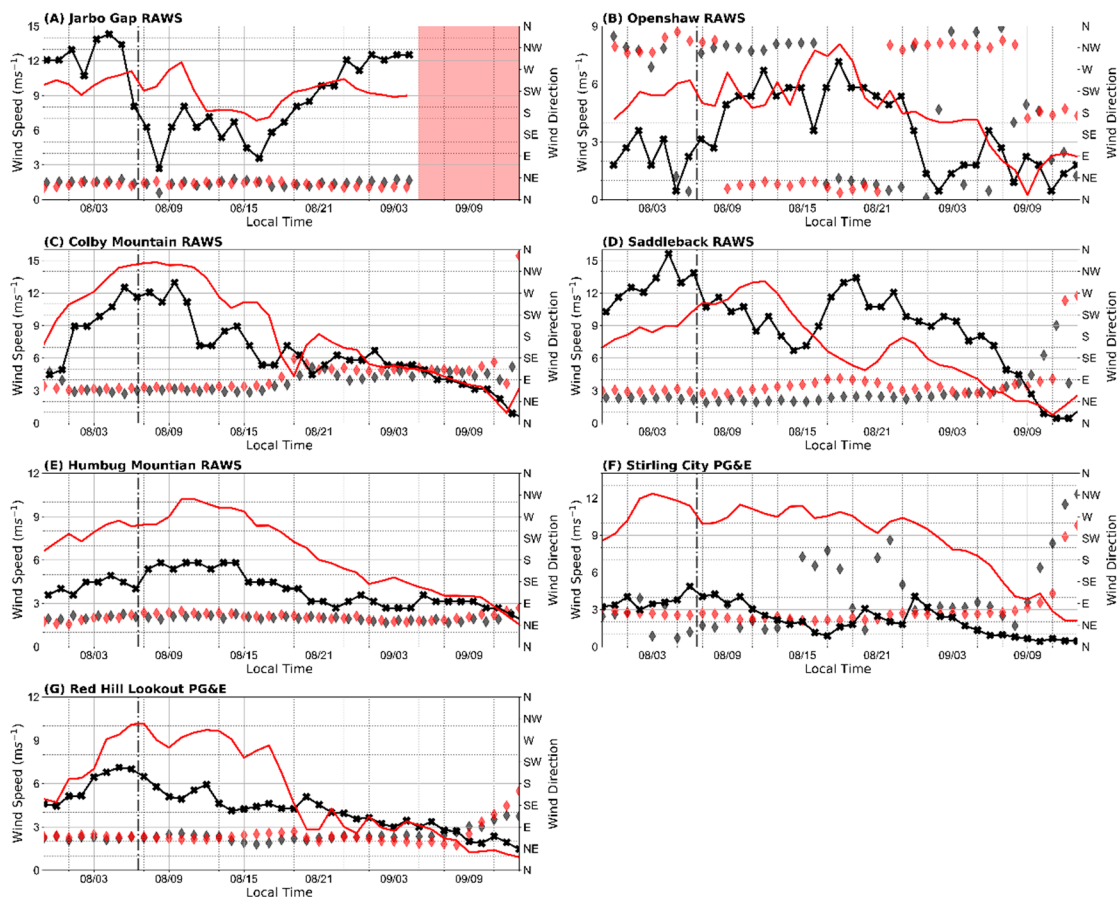 (A) Jarbo Gap RAWS
Wind Speed (ms⁻¹)
15
12
9
6
3
0
N
NW
W
SW
S
SE
E
NE
N
Wind Direction
08/03 08/09 08/15 08/21 09/03 09/09
Local Time
(B) Openshaw RAWS
Wind Speed (ms⁻¹)
9
6
3
0
N
NW
W
SW
S
SE
E
NE
N
Wind Direction
08/03 08/09 08/15 08/21 09/03 09/09
Local Time
(C) Colby Mountain RAWS
Wind Speed (ms⁻¹)
15
12
9
6
3
0
N
NW
W
SW
S
SE
E
NE
N
Wind Direction
08/03 08/09 08/15 08/21 09/03 09/09
Local Time
(D) Saddleback RAWS
Wind Speed (ms⁻¹)
15
12
9
6
3
0
N
NW
W
SW
S
SE
E
NE
N
Wind Direction
08/03 08/09 08/15 08/21 09/03 09/09
Local Time
(E) Humbug Mountian RAWS
Wind Speed (ms⁻¹)
12
9
6
3
0
N
NW
W
SW
S
SE
E
NE
N
Wind Direction
08/03 08/09 08/15 08/21 09/03 09/09
Local Time
(F) Stirling City PG&E
Wind Speed (ms⁻¹)
12
9
6
3
0
N
NW
W
SW
S
SE
E
NE
N
Wind Direction
08/03 08/09 08/15 08/21 09/03 09/09
Local Time
(G) Red Hill Lookout PG&E
Wind Speed (ms⁻¹)
12
9
6
3
0
N
NW
W
SW
S
SE
E
NE
N
Wind Direction
08/03 08/09 08/15 08/21 09/03 09/09
Local Time